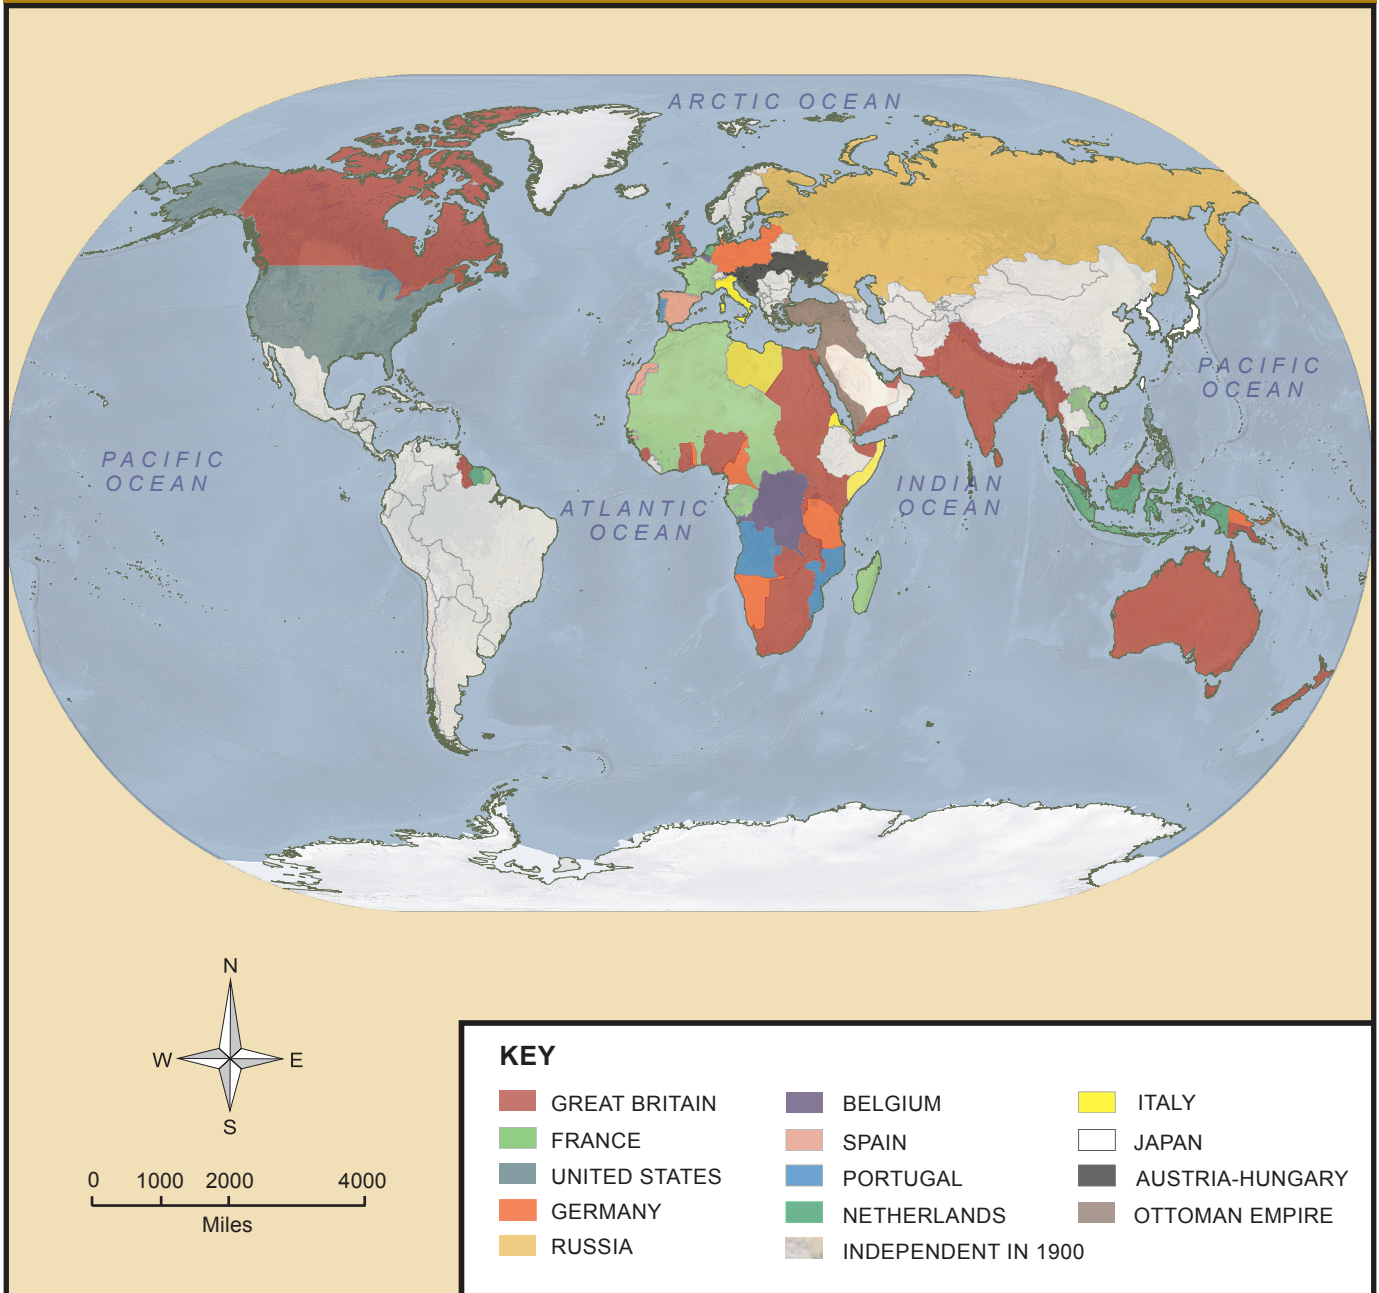 ARCTIC OCEAN
PACIFIC
OCEAN
PACIFIC
OCEAN
ATLANTIC
OCEAN
INDIAN
OCEAN
N
W
E
S
0 1000 2000 4000
Miles
KEY
GREAT BRITAIN
FRANCE
UNITED STATES
GERMANY
RUSSIA
BELGIUM
SPAIN
PORTUGAL
NETHERLANDS
INDEPENDENT IN 1900
ITALY
JAPAN
AUSTRIA-HUNGARY
OTTOMAN EMPIRE